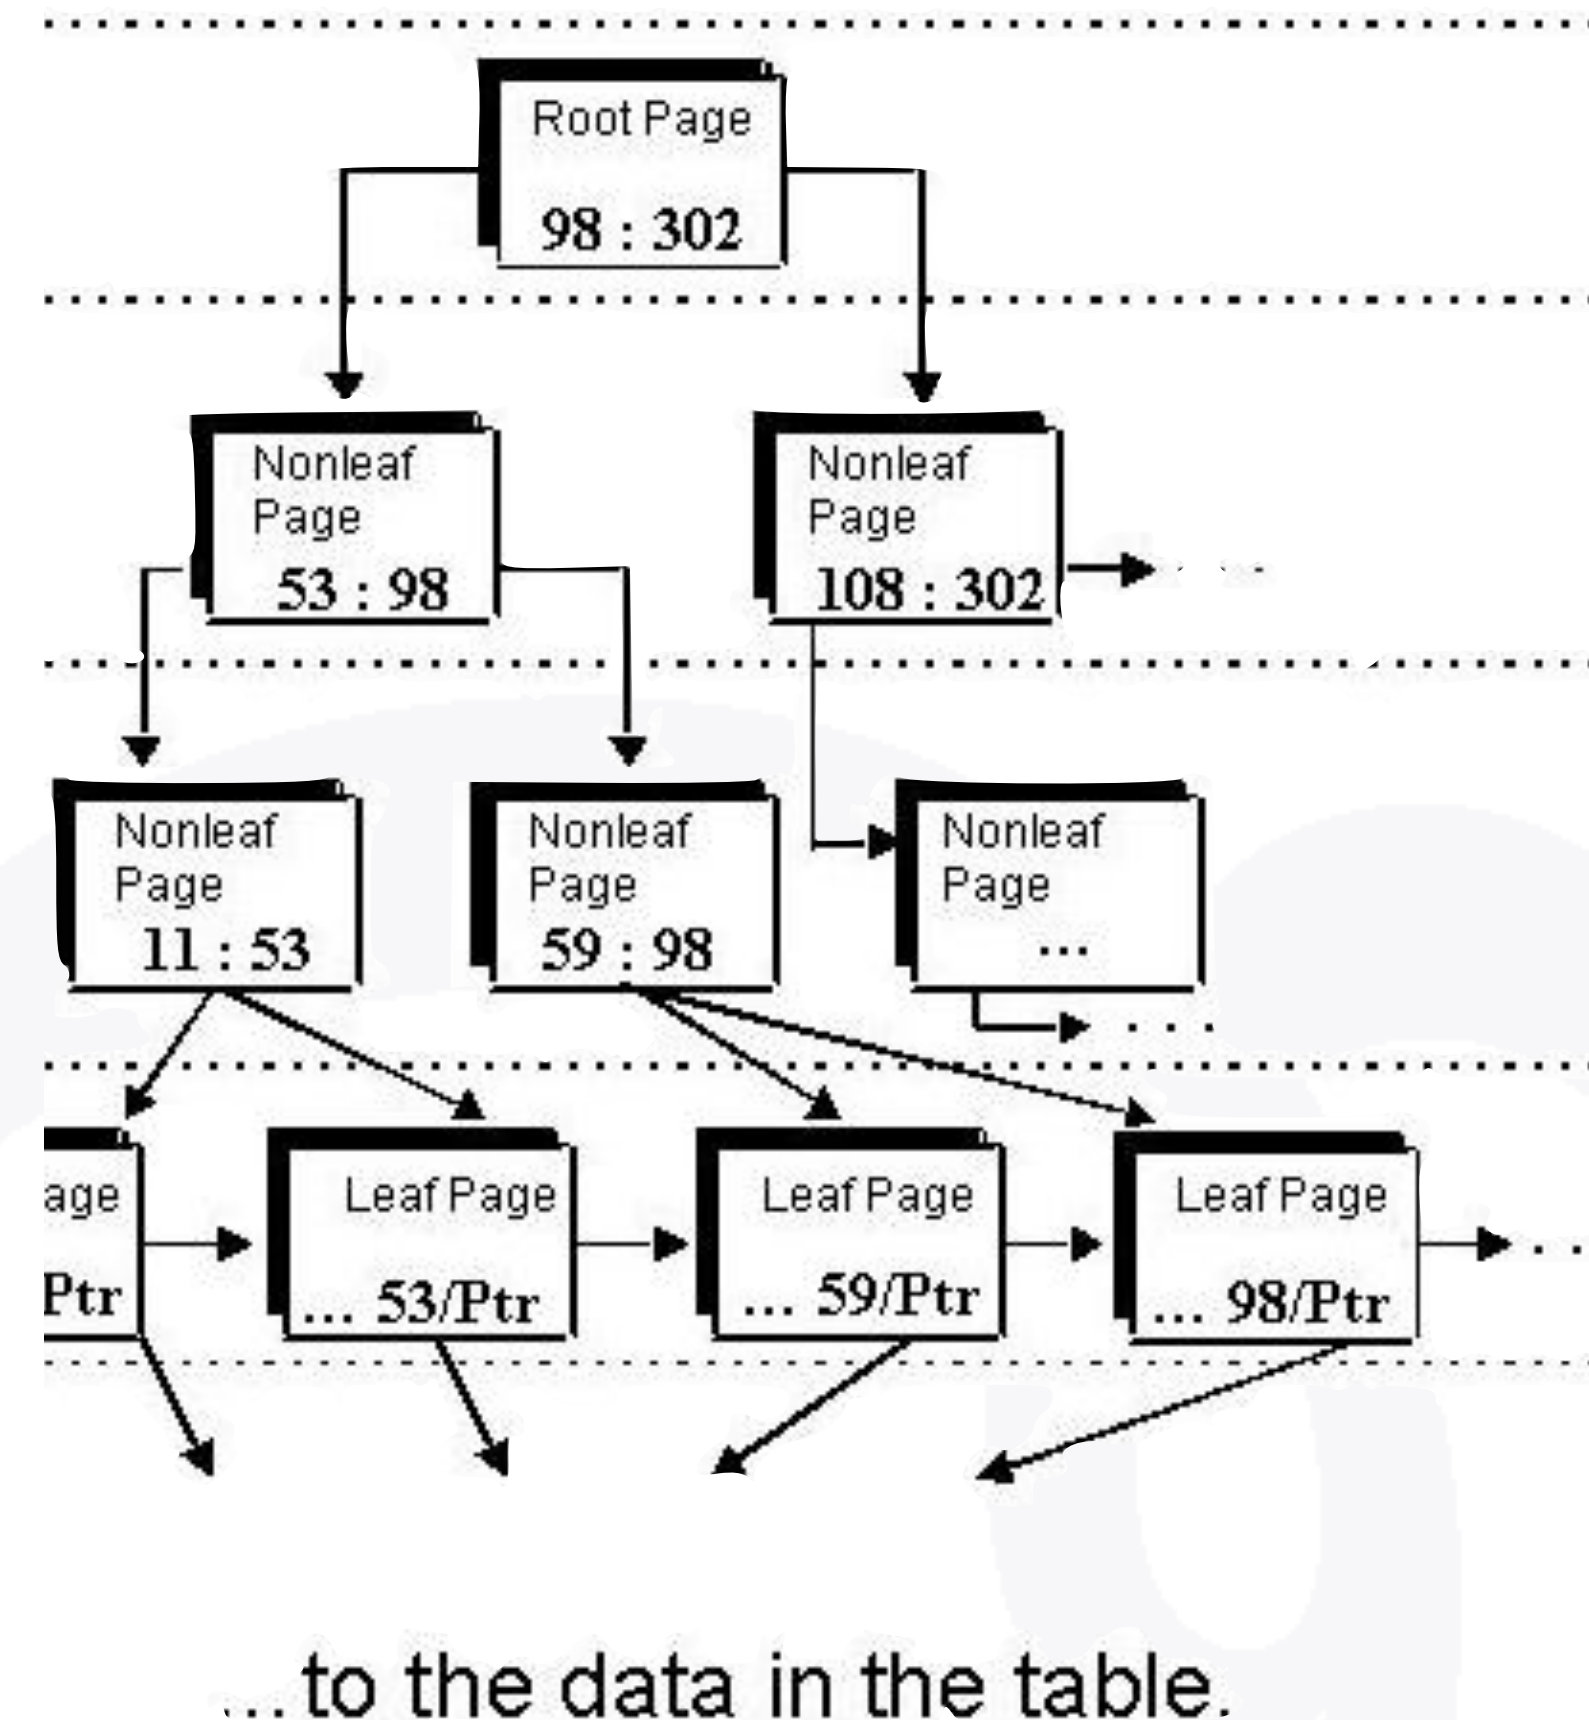 Root Page
98 : 302
Nonleaf
Page
53 : 98
Nonleaf
Page
108 : 302
Nonleaf
Page
11 : 53
Nonleaf
Page
59 : 98
Nonleaf
Page
...
. . .
age
Ptr
Leaf Page
... 53/Ptr
Leaf Page
... 59/Ptr
Leaf Page
... 98/Ptr
. .
...to the data in the table.